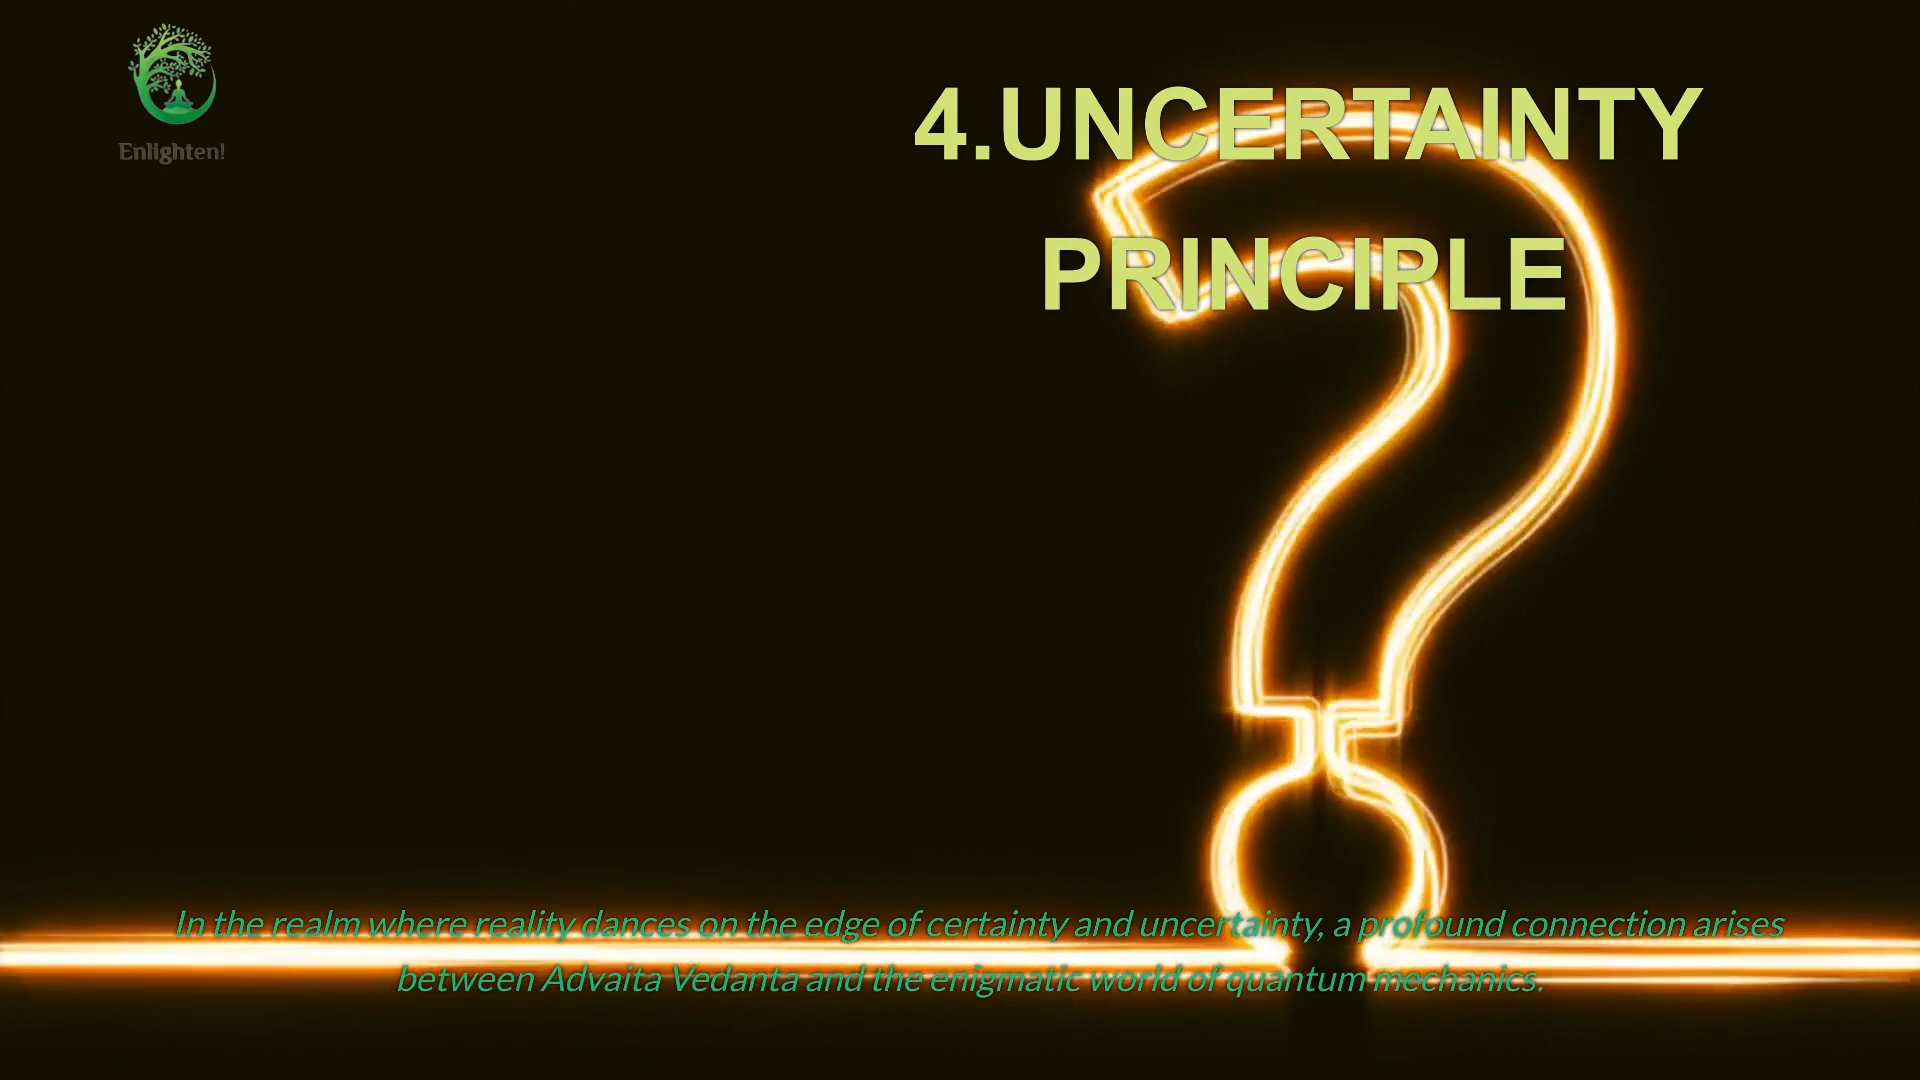 Enlighten!
4.UNCERTAINTY
PRINCIPLE
In the realm where reality dances on the edge of certainty and uncertainty, a profound connection arises
between Advaita Vedanta and the enigmatic world of quantum mechanics.